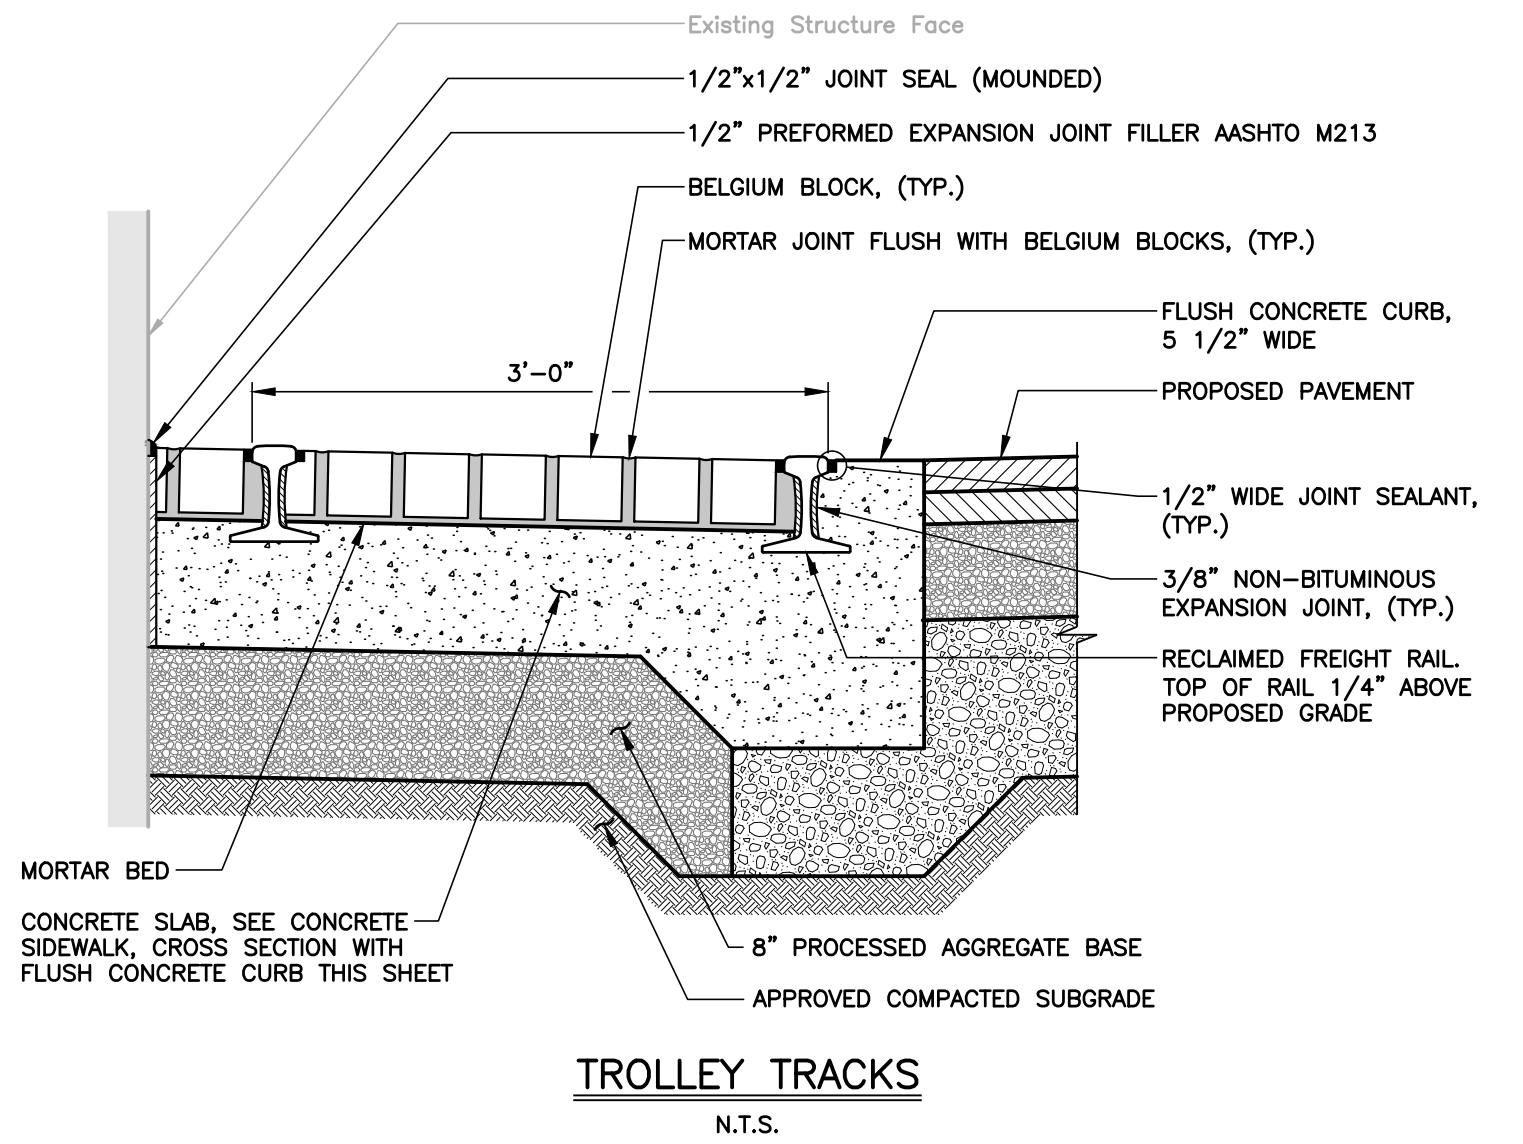 Existing Structure Face
1/2"x1/2" JOINT SEAL (MOUNDED)
1/2" PREFORMED EXPANSION JOINT FILLER AASHTO M213
BELGIUM BLOCK, (TYP.)
MORTAR JOINT FLUSH WITH BELGIUM BLOCKS, (TYP.)
FLUSH CONCRETE CURB,
5 1/2" WIDE
3'-0"
PROPOSED PAVEMENT
1/2" WIDE JOINT SEALANT,
(TYP.)
3/8" NON-BITUMINOUS
EXPANSION JOINT, (TYP.)
RECLAIMED FREIGHT RAIL.
TOP OF RAIL 1/4" ABOVE
PROPOSED GRADE
MORTAR BED
CONCRETE SLAB, SEE CONCRETE
SIDEWALK, CROSS SECTION WITH
FLUSH CONCRETE CURB THIS SHEET
8" PROCESSED AGGREGATE BASE
APPROVED COMPACTED SUBGRADE
TROLLEY TRACKS
N.T.S.